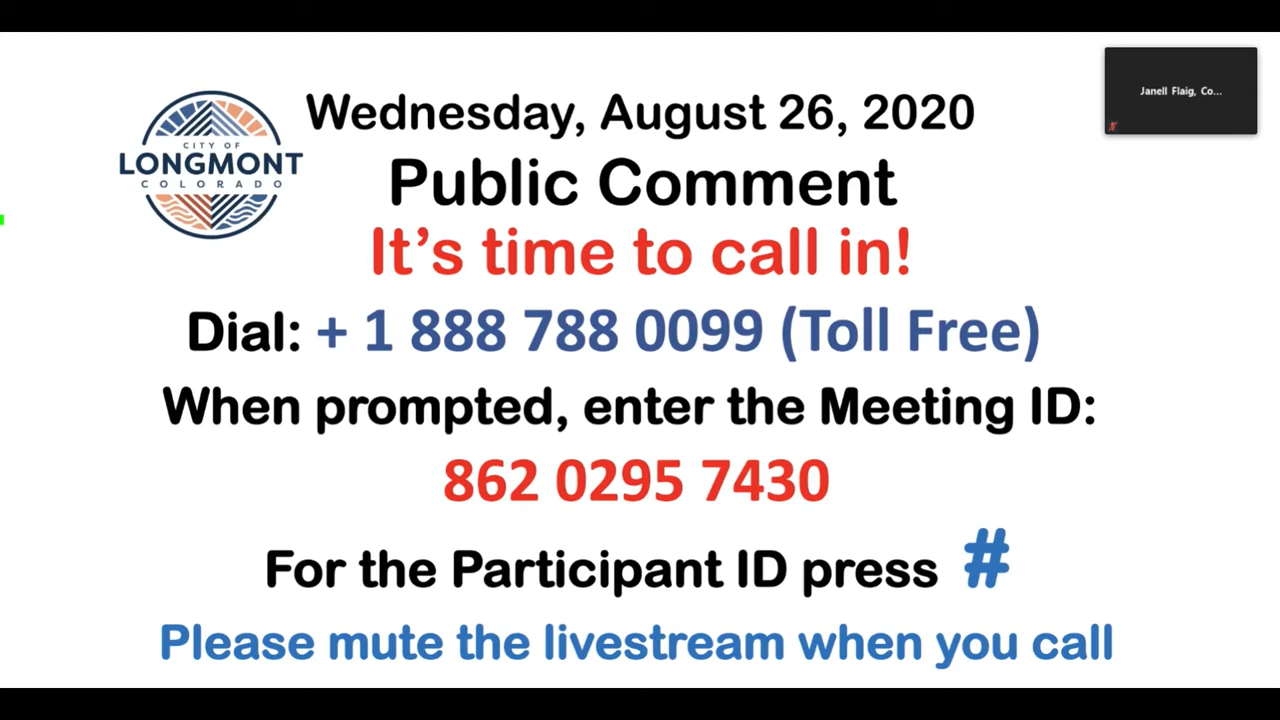 Wednesday, August 26, 2020
CITY OF
LONGMONT
COLORADO
Public Comment
It's time to call in!
Dial: + 1 888 788 0099 (Toll Free)
When prompted, enter the Meeting ID:
862 0295 7430
For the Participant ID press #
Please mute the livestream when you call
Janell Flaig, Co...